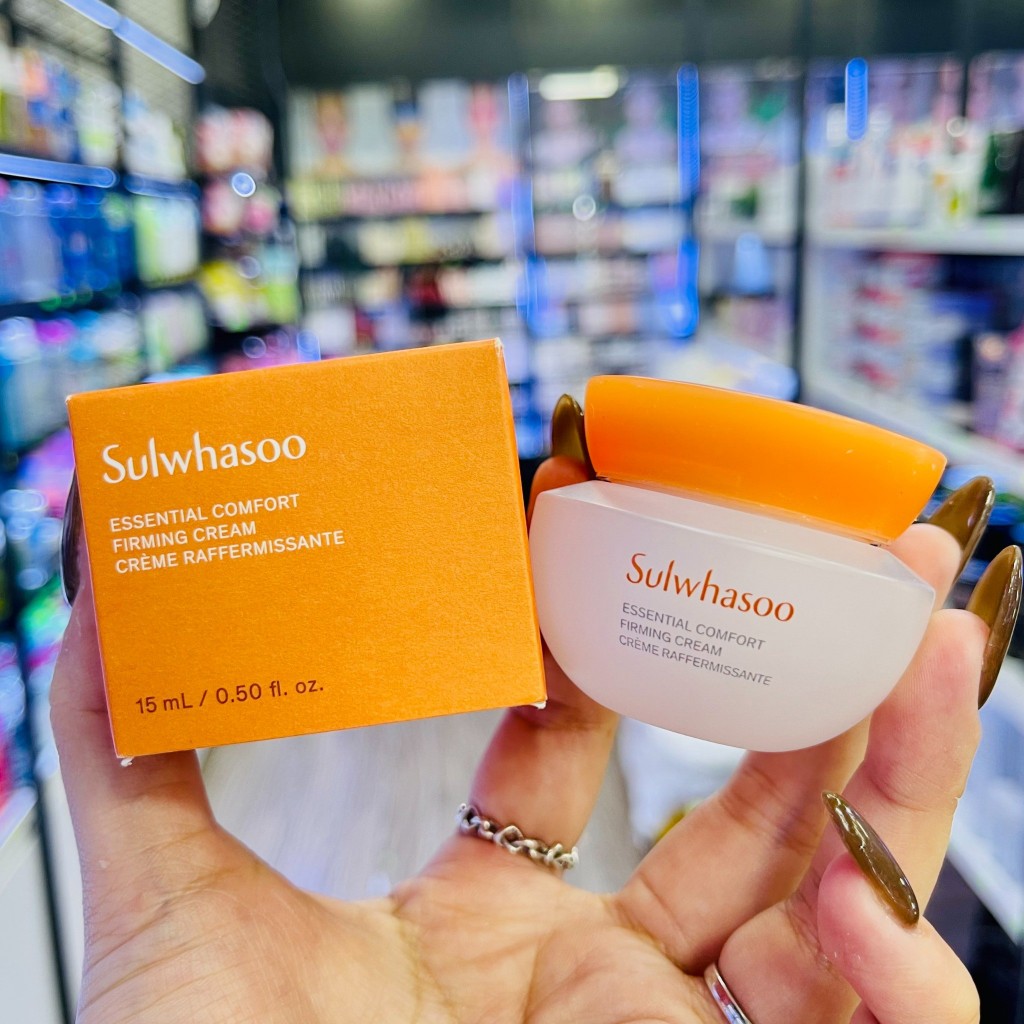 Sulwhasoo
ESSENTIAL COMFORT
FIRMING CREAM
CRÈME RAFFERMISSANTE
15 mL / 0.50 fl. oz.
Sulwhasoo
ESSENTIAL COMFORT
FIRMING CREAM
CRÈME RAFFERMISSANTE